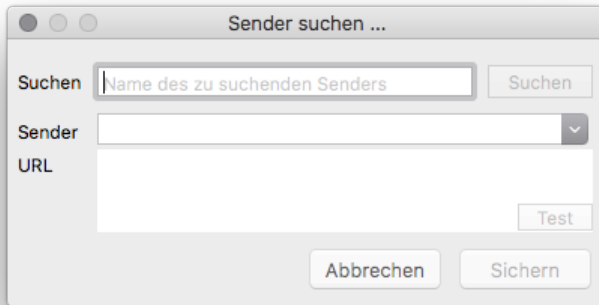 Sender suchen ...
Suchen Name des zu suchenden Senders Suchen
Sender
URL
Test
Abbrechen Sichern